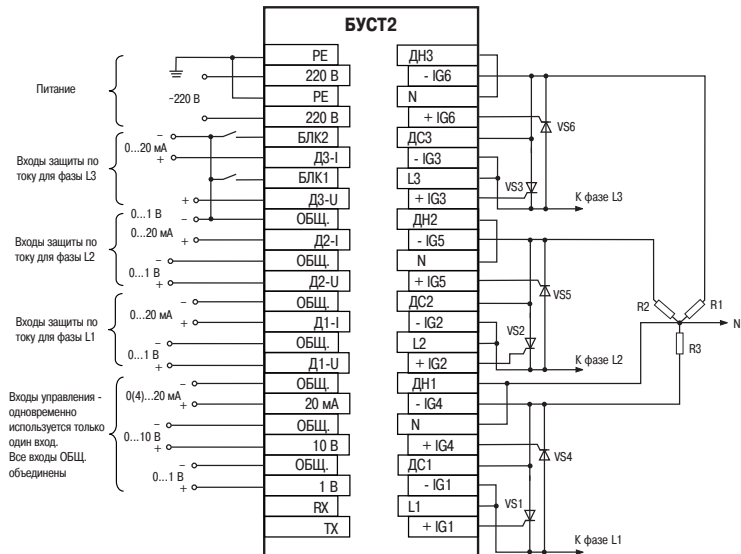 БУСТ2
PE
220 В
PE
220 В
БЛК2
Д3-I
БЛК1
Д3-U
ОБЩ.
Д2-I
ОБЩ.
Д2-U
ОБЩ.
Д1-I
ОБЩ.
Д1-U
ОБЩ.
20 мА
ОБЩ.
10 В
ОБЩ.
1 В
RX
TX
ДН3
- IG6
N
+ IG6
ДС3
- IG3
L3
+ IG3
ДН2
- IG5
N
+ IG5
ДС2
- IG2
L2
+ IG2
ДН1
- IG4
N
+ IG4
ДС1
- IG1
L1
+ IG1
Питание
~220 В
Входы защиты по
току для фазы L3
–
0...20 мА
+
+
0...1 В
–
Входы защиты по
току для фазы L2
0...20 мА
+
–
0...1 В
+
Входы защиты по
току для фазы L1
–
0...20 мА
+
–
0...1 В
+
Входы управления -
одновременно
используется только
один вход.
Все входы ОБЩ.
объединены
–
0(4)...20 мА
+
–
0...10 В
+
–
0...1 В
+
VS6
VS3
К фазе L3
VS5
VS2
К фазе L2
VS4
VS1
К фазе L1
R2
R1
R3
N